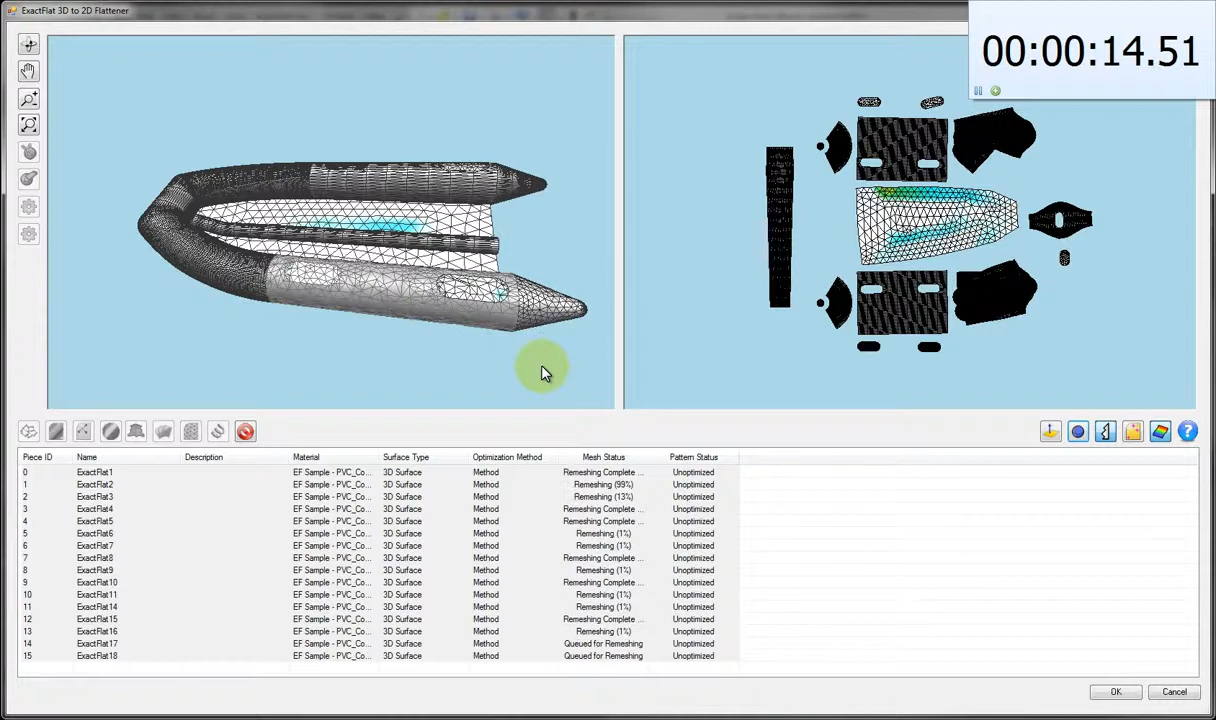 ExactFlat 3D to 2D Flattener
00:00:14.51
Piece ID Name Description Material Surface Type Optimization Method Mesh Status Pattern Status
0 ExactFlat1 EF Sample - PVC_Co... 3D Surface Method Remeshing Complete ... Unoptimized
1 ExactFlat2 EF Sample - PVC_Co... 3D Surface Method Remeshing (99%) Unoptimized
2 ExactFlat3 EF Sample - PVC_Co... 3D Surface Method Remeshing (13%) Unoptimized
3 ExactFlat4 EF Sample - PVC_Co... 3D Surface Method Remeshing Complete ... Unoptimized
4 ExactFlat5 EF Sample - PVC_Co... 3D Surface Method Remeshing Complete ... Unoptimized
5 ExactFlat6 EF Sample - PVC_Co... 3D Surface Method Remeshing (1%) Unoptimized
6 ExactFlat7 EF Sample - PVC_Co... 3D Surface Method Remeshing (1%) Unoptimized
7 ExactFlat8 EF Sample - PVC_Co... 3D Surface Method Remeshing Complete ... Unoptimized
8 ExactFlat9 EF Sample - PVC_Co... 3D Surface Method Remeshing (1%) Unoptimized
9 ExactFlat10 EF Sample - PVC_Co... 3D Surface Method Remeshing Complete ... Unoptimized
10 ExactFlat11 EF Sample - PVC_Co... 3D Surface Method Remeshing (1%) Unoptimized
11 ExactFlat14 EF Sample - PVC_Co... 3D Surface Method Remeshing (1%) Unoptimized
12 ExactFlat15 EF Sample - PVC_Co... 3D Surface Method Remeshing Complete ... Unoptimized
13 ExactFlat16 EF Sample - PVC_Co... 3D Surface Method Remeshing (1%) Unoptimized
14 ExactFlat17 EF Sample - PVC_Co... 3D Surface Method Queued for Remeshing Unoptimized
15 ExactFlat18 EF Sample - PVC_Co... 3D Surface Method Queued for Remeshing Unoptimized
OK Cancel